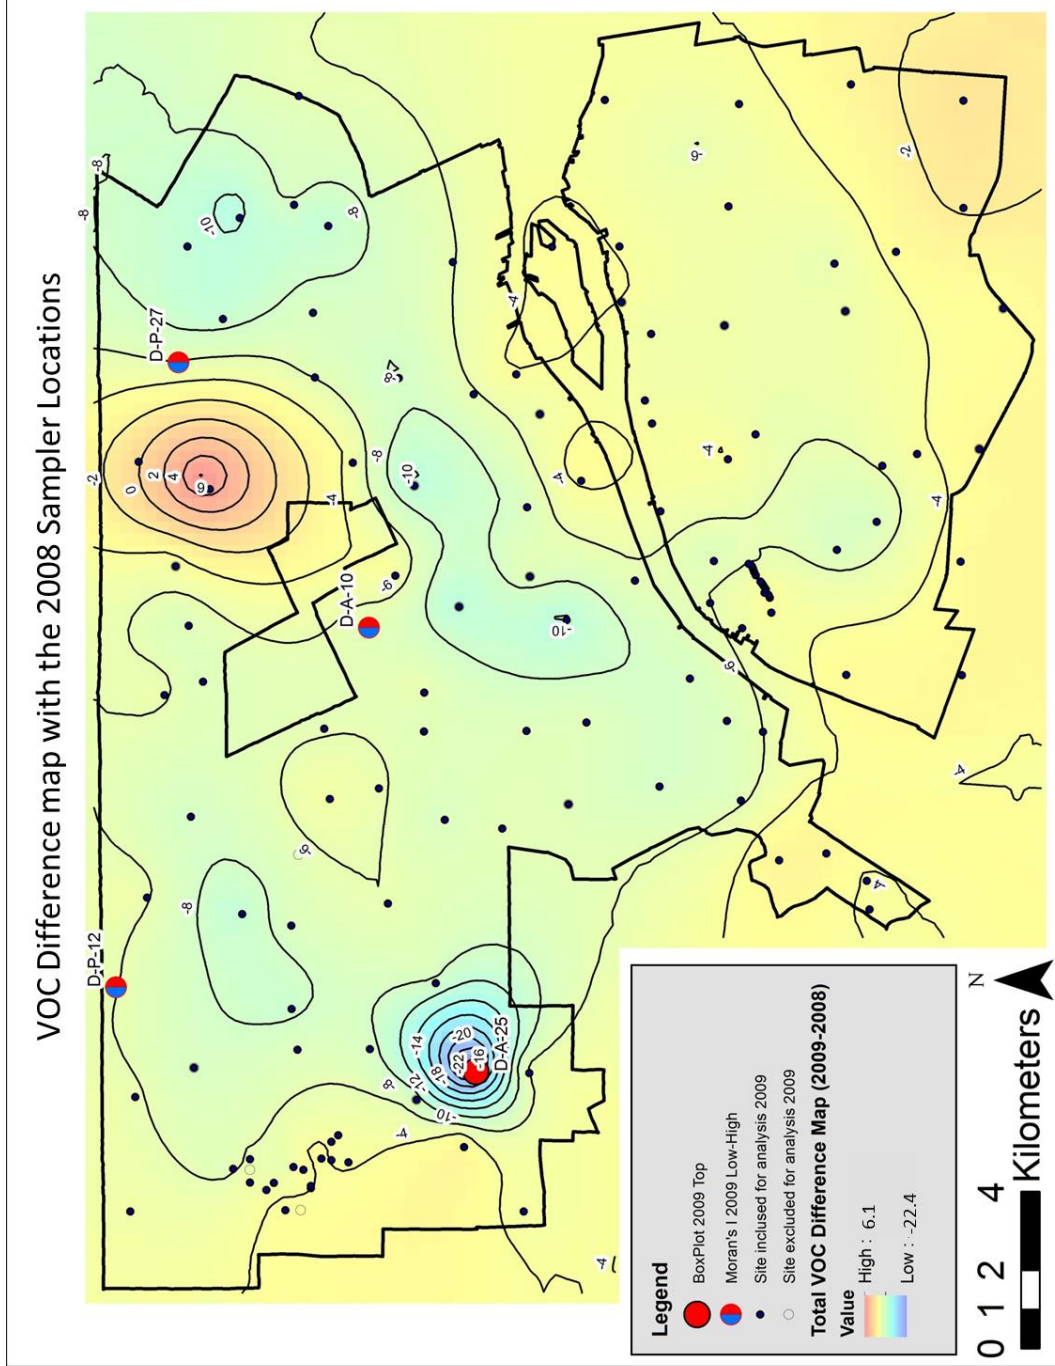 VOC Difference map with the 2008 Sampler Locations
D-P-12
D-P-27
D-A-10
D-A-25
-8
-8
-2
0
2
4
6
-4
-10
-8
-8
-8
-10
-6
-10
-8
-6
-4
-4
-6
-4
-2
-4
-6
-4
-4
-4
-14
-20
-22
-16
-18
-12
-8
-10
-4
-4
Legend
BoxPlot 2009 Top
Moran's I 2009 Low-High
Site inclused for analysis 2009
Site excluded for analysis 2009
Total VOC Difference Map (2009-2008)
Value
High : 6.1
Low : -22.4
N
0 1 2 4
Kilometers